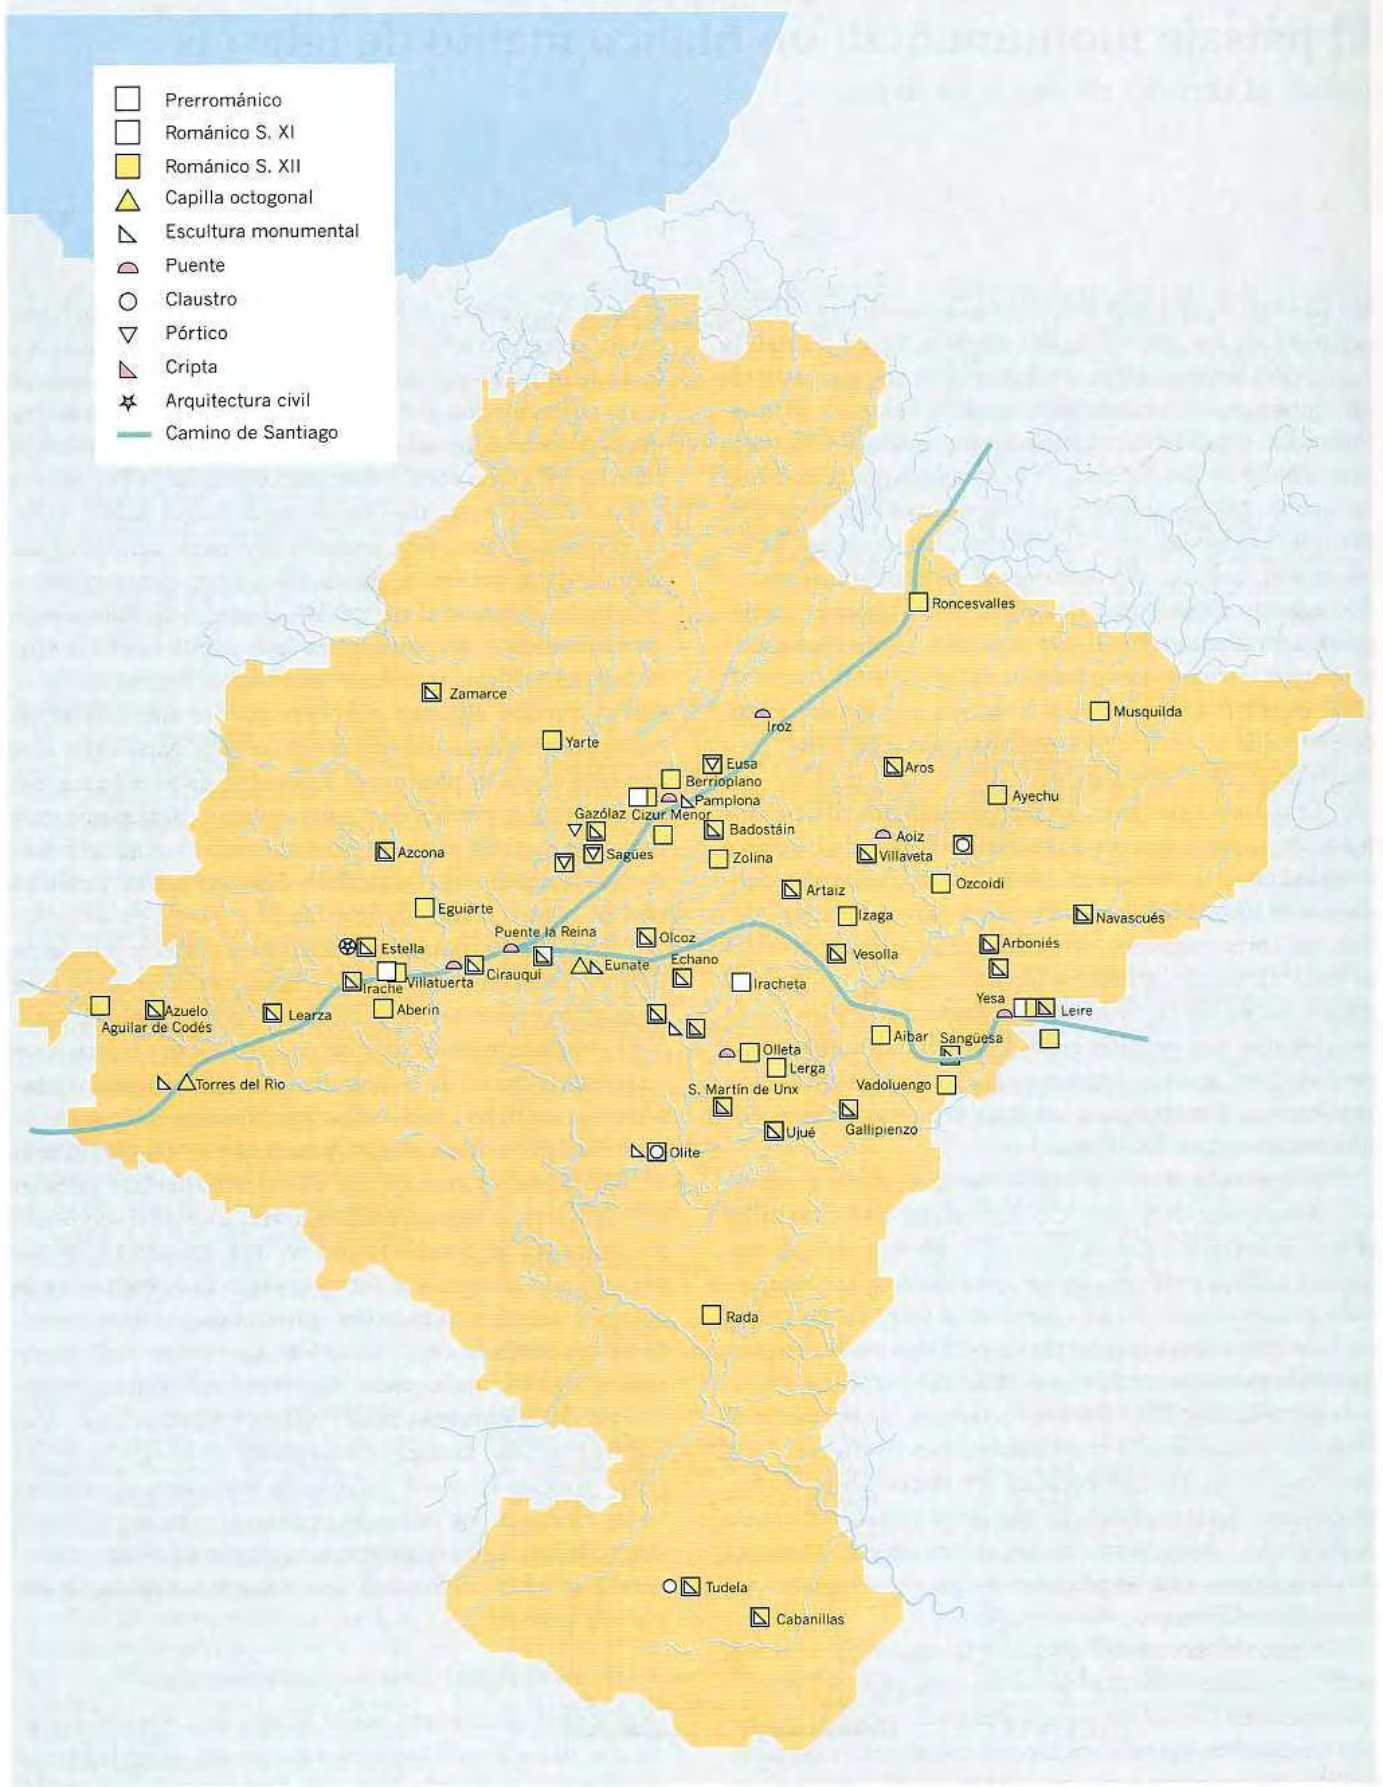 Prerrománico
Románico S. XI
Románico S. XII
Capilla octogonal
Escultura monumental
Puente
Claustro
Pórtico
Cripta
Arquitectura civil
Camino de Santiago
Roncesvalles
Zamarce
Musquilda
Iroz
Yarte
Eusa
Aros
Berrioplano
Ayechu
Pamplona
Gazólaz
Cizur Menor
Badostáin
Aoiz
Azcona
Sagües
Zolina
Villaveta
Ozcoidi
Artaiz
Eguiarte
Izaga
Navascués
Puente la Reina
Olcoz
Arboniés
Estella
Vesolla
Echano
Eunate
Cirauqui
Irache
Villatuerta
Iracheta
Yesa
Leire
Azuelo
Aberin
Learza
Aguilar de Codés
Aibar
Sangüesa
Olleta
Lerga
Torres del Rio
Vadoluengo
S. Martín de Unx
Ujué
Gallipienzo
Olite
Rada
Tudela
Cabanillas